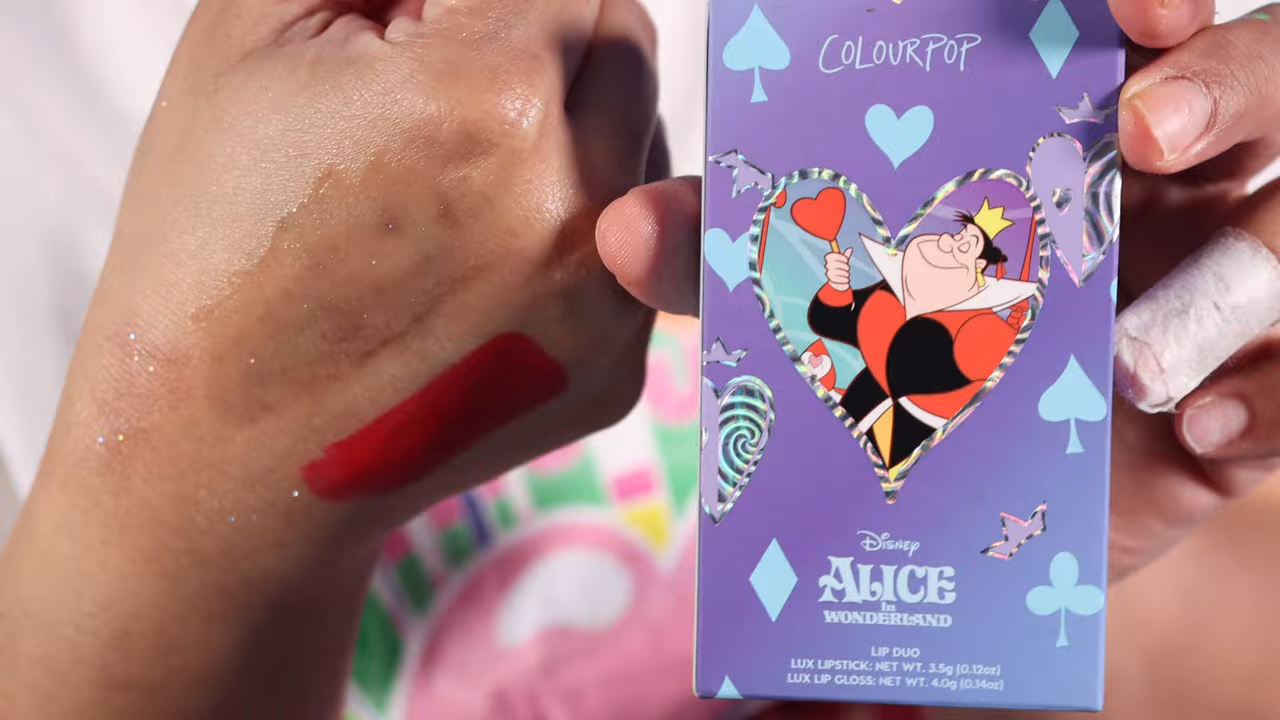 COLOURPOP
Disney
ALICE
in
WONDERLAND
LIP DUO
LUX LIPSTICK: NET WT. 3.5g (0.12oz)
LUX LIP GLOSS: NET WT. 4.0g (0.14oz)